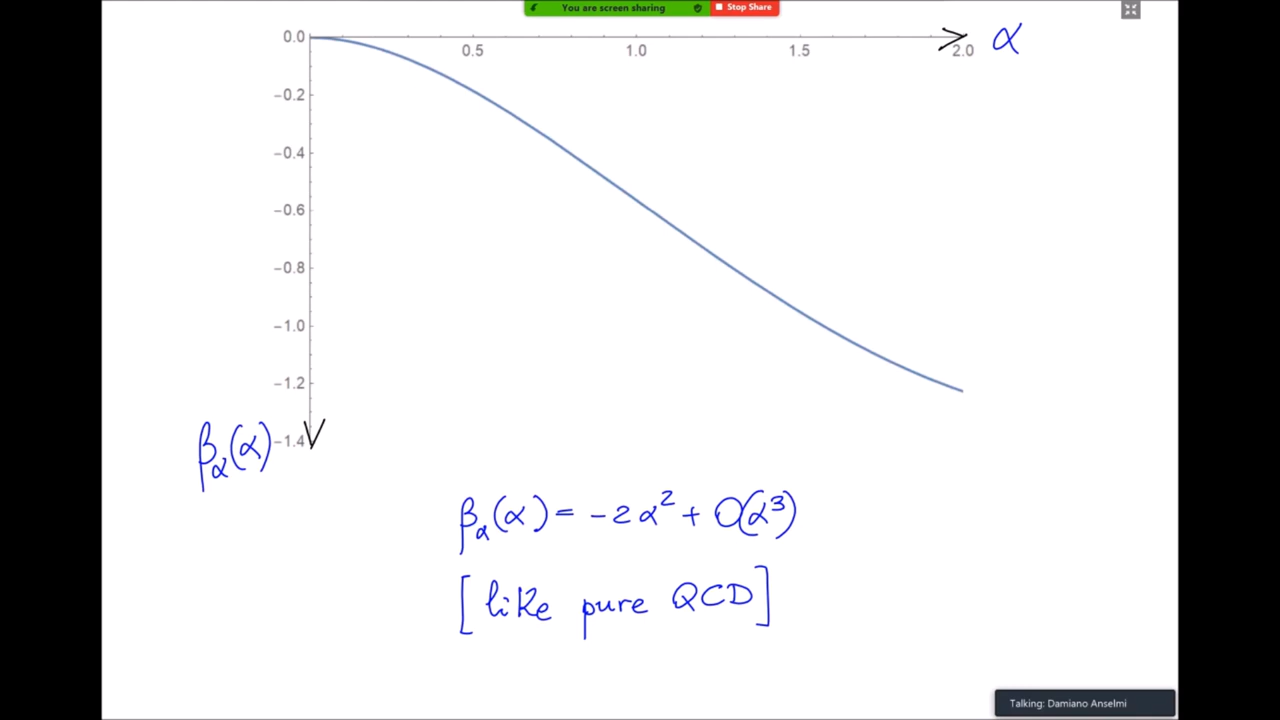 You are screen sharing Stop Share
0.0 0.5 1.0 1.5 2.0 α
−0.2
−0.4
−0.6
−0.8
−1.0
−1.2
β_α(α) −1.4
β_α(α) = −2α² + O(α³)
[like pure QCD]
Talking: Damiano Anselmi